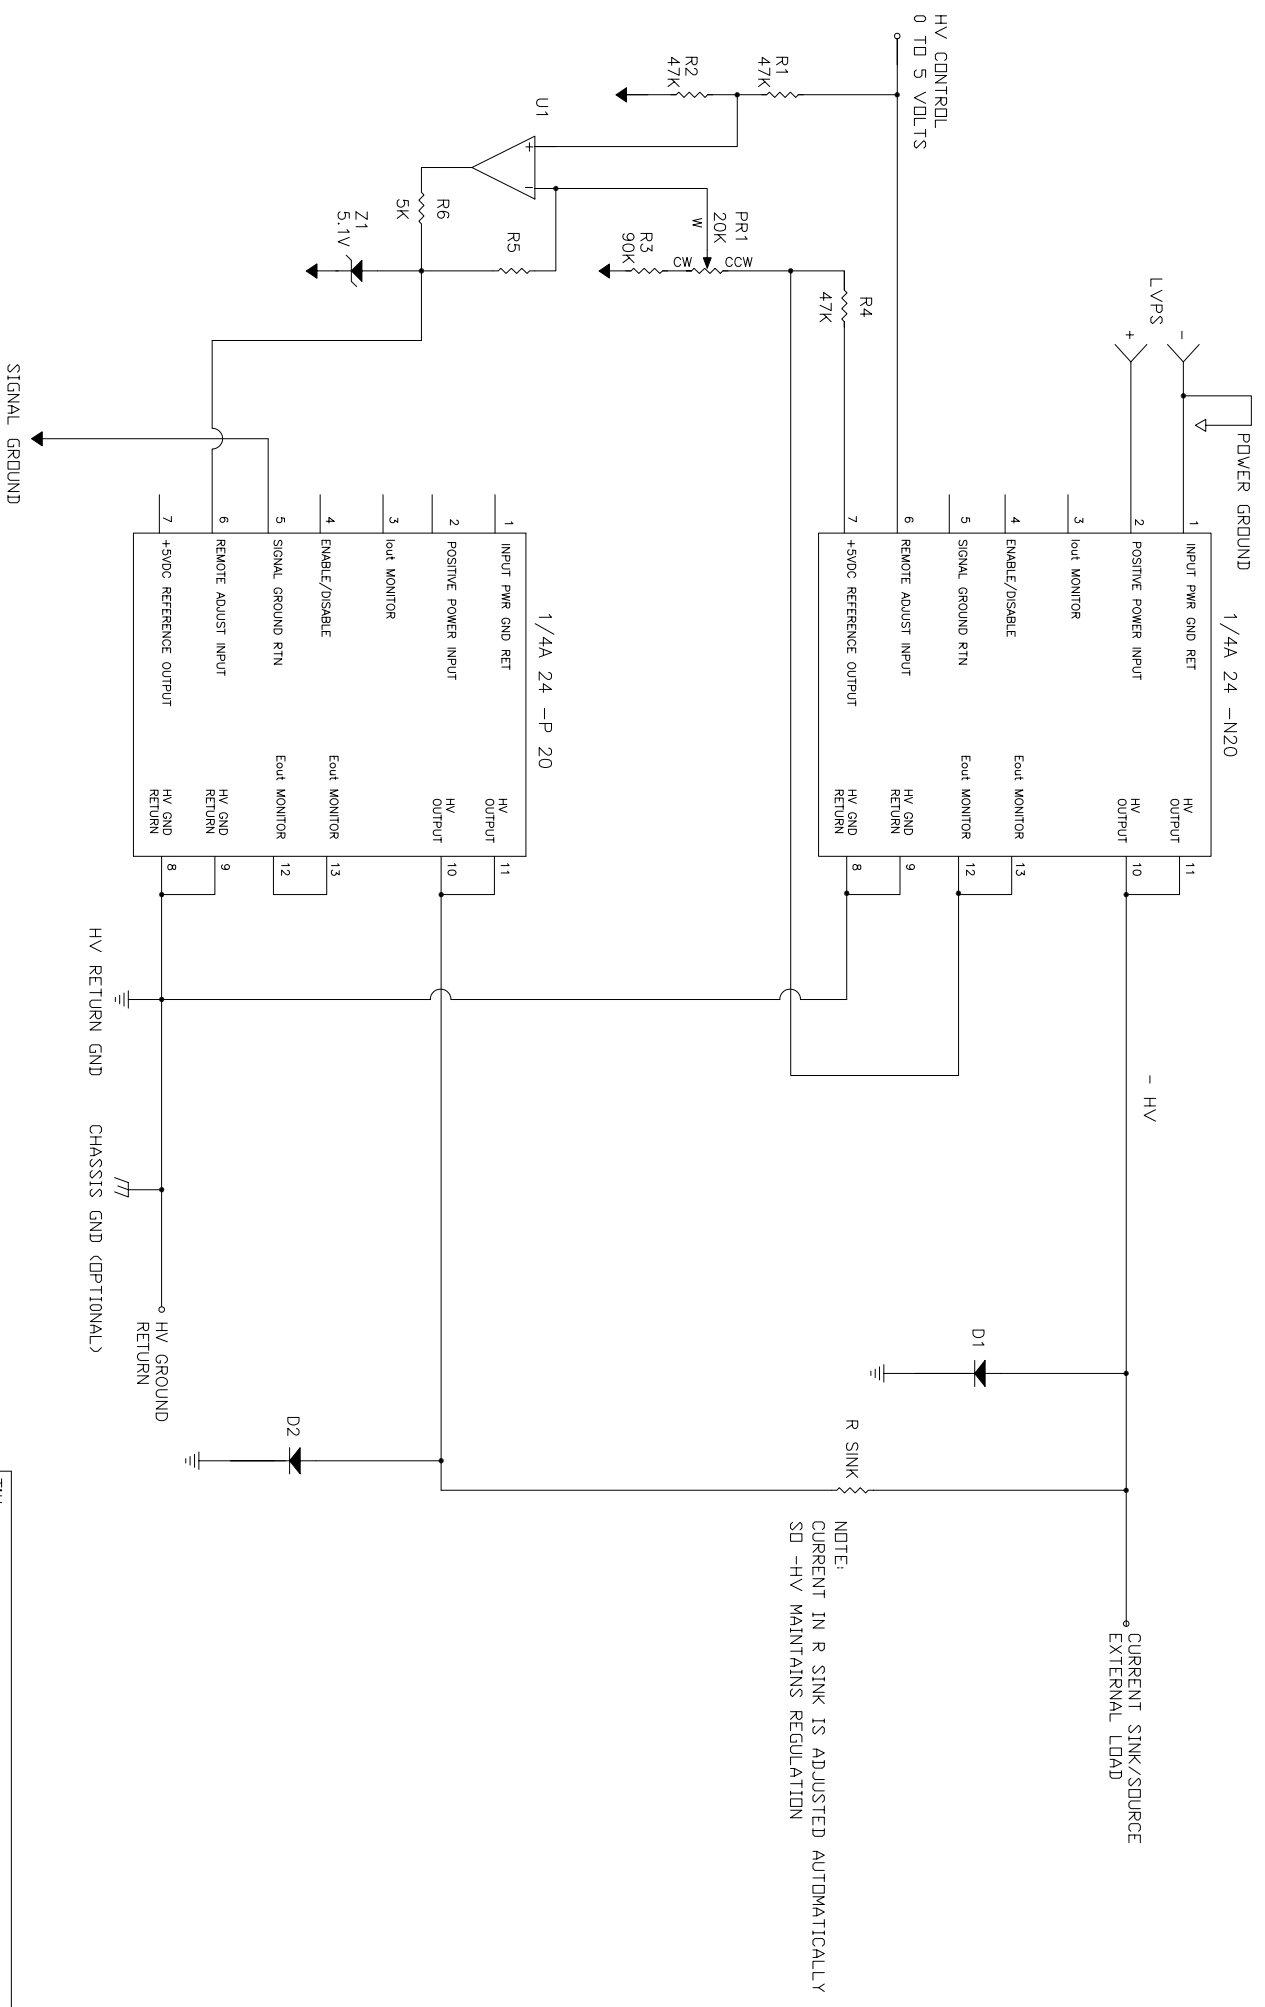 HV CONTROL
0 TO 5 VOLTS
R1
47K
R2
47K
U1
R6
5K
Z1
5.1V
R5
PR1
20K
W
CW
CCW
R3
90K
R4
47K
LVPS
-
+
POWER GROUND
SIGNAL GROUND
1/4A 24 -N20
1 INPUT PWR GND RET
2 POSITIVE POWER INPUT
3 Iout MONITOR
4 ENABLE/DISABLE
5 SIGNAL GROUND RTN
6 REMOTE ADJUST INPUT
7 +5VDC REFERENCE OUTPUT
HV
OUTPUT
11
HV
OUTPUT
10
Eout MONITOR
13
Eout MONITOR
12
HV GND
RETURN
9
HV GND
RETURN
8
1/4A 24 -P 20
1 INPUT PWR GND RET
2 POSITIVE POWER INPUT
3 Iout MONITOR
4 ENABLE/DISABLE
5 SIGNAL GROUND RTN
6 REMOTE ADJUST INPUT
7 +5VDC REFERENCE OUTPUT
HV
OUTPUT
11
HV
OUTPUT
10
Eout MONITOR
13
Eout MONITOR
12
HV GND
RETURN
9
HV GND
RETURN
8
- HV
HV RETURN GND
CHASSIS GND (OPTIONAL)
HV GROUND
RETURN
D1
D2
R SINK
NOTE:
CURRENT IN R SINK IS ADJUSTED AUTOMATICALLY
SO -HV MAINTAINS REGULATION
CURRENT SINK/SOURCE
EXTERNAL LOAD